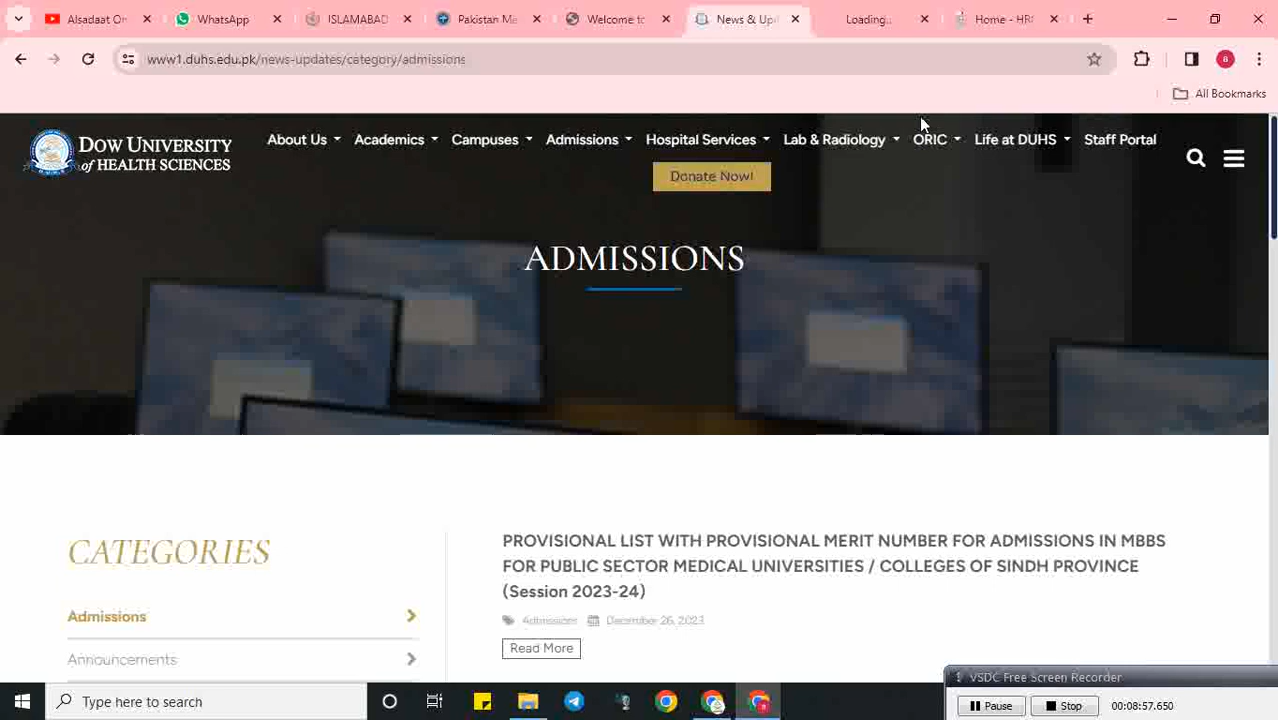 Alsaadat On
WhatsApp
ISLAMABAD
Pakistan Me
Welcome to
News & Up
Loading...
Home - HR
www1.duhs.edu.pk/news-updates/category/admissions
8
All Bookmarks
DOW UNIVERSITY
of HEALTH SCIENCES
About Us
Academics
Campuses
Admissions
Hospital Services
Lab & Radiology
ORIC
Life at DUHS
Staff Portal
Donate Now!
ADMISSIONS
CATEGORIES
Admissions
Announcements
PROVISIONAL LIST WITH PROVISIONAL MERIT NUMBER FOR ADMISSIONS IN MBBS
FOR PUBLIC SECTOR MEDICAL UNIVERSITIES / COLLEGES OF SINDH PROVINCE
(Session 2023-24)
Admissions December 26, 2023
Read More
VSDC Free Screen Recorder
Pause Stop 00:08:57.650
Type here to search